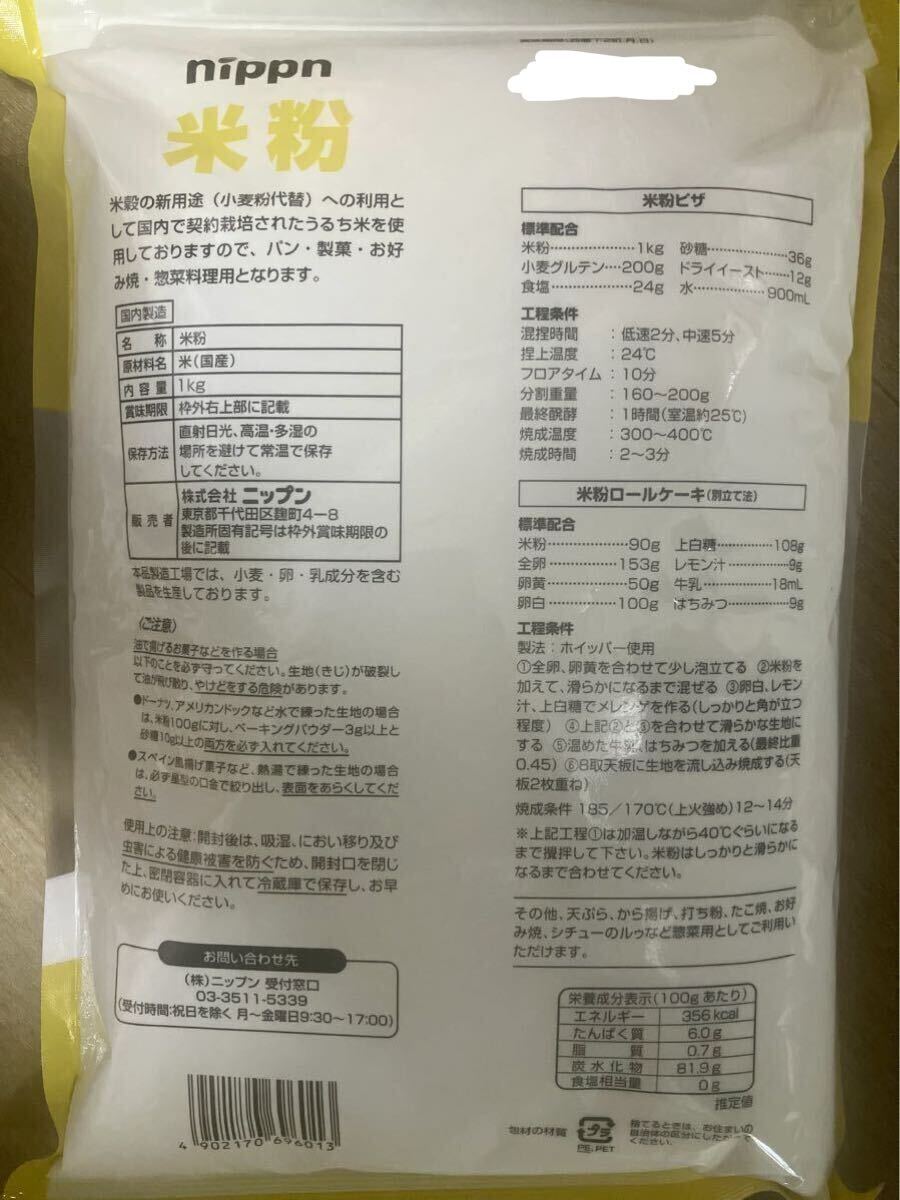 nippn
米粉
米穀の新用途（小麦粉代替）への利用と
して国内で契約栽培されたうるち米を使
用しておりますので、パン・製菓・お好
み焼・惣菜料理用となります。
国内製造
名 称 米粉
原材料名 米(国産)
内容量 1kg
賞味期限 枠外右上部に記載
保存方法 直射日光、高温・多湿の
場所を避けて常温で保存
してください。
販売者 株式会社 ニップン
東京都千代田区麹町4－8
製造所固有記号は枠外賞味期限の
後に記載
本品製造工場では、小麦・卵・乳成分を含む
製品を生産しております。
〈ご注意〉
油で揚げるお菓子などを作る場合
以下のことを必ず守ってください。生地(きじ)が破裂し
て油が飛び散り、やけどをする危険があります。
●ドーナツ、アメリカンドックなど水で練った生地の場合
は、米粉100gに対し、ベーキングパウダー3g以上と
砂糖10g以上の両方を必ず入れてください。
●スペイン風揚げ菓子など、熱湯で練った生地の場合
は、必ず星型の口金で絞り出し、表面をあらくしてくだ
さい。
使用上の注意：開封後は、吸湿、におい移り及び
虫害による健康被害を防ぐため、開封口を閉じ
た上、密閉容器に入れて冷蔵庫で保存し、お早
めにお使いください。
お問い合わせ先
(株)ニップン 受付窓口
03-3511-5339
(受付時間:祝日を除く 月～金曜日9:30～17:00)
4 902170 696013
米粉ピザ
標準配合
米粉……………1kg 砂糖……………36g
小麦グルテン…200g ドライイースト……12g
食塩……………24g 水……………900mL
工程条件
混捏時間 ：低速2分、中速5分
捏上温度 ：24℃
フロアタイム ：10分
分割重量 ：160～200g
最終醗酵 ：1時間(室温約25℃)
焼成温度 ：300～400℃
焼成時間 ：2～3分
米粉ロールケーキ(別立て法)
標準配合
米粉……………90g 上白糖……………108g
全卵……………153g レモン汁……………9g
卵黄……………50g 牛乳……………18mL
卵白……………100g はちみつ……………9g
工程条件
製法：ホイッパー使用
①全卵、卵黄を合わせて少し泡立てる ②米粉を
加えて、滑らかになるまで混ぜる ③卵白、レモン
汁、上白糖でメレンゲを作る(しっかりと角が立つ
程度) ④上記②と③を合わせて滑らかな生地に
する ⑤温めた牛乳、はちみつを加える(最終比重
0.45) ⑥8取天板に生地を流し込み焼成する(天
板2枚重ね)
焼成条件 185／170℃(上火強め)12～14分
※上記工程①は加温しながら40℃ぐらいになる
まで攪拌して下さい。米粉はしっかりと滑らかに
なるまで合わせてください。
その他、天ぷら、から揚げ、打ち粉、たこ焼、お好
み焼、シチューのルゥなど惣菜用としてご利用い
ただけます。
栄養成分表示(100gあたり)
エネルギー 356kcal
たんぱく質 6.0g
脂質 0.7g
炭水化物 81.9g
食塩相当量 0g
推定値
包材の材質 プラ PE,PET
捨てるときは、お住まいの
自治体の区分にしたがって
ください。